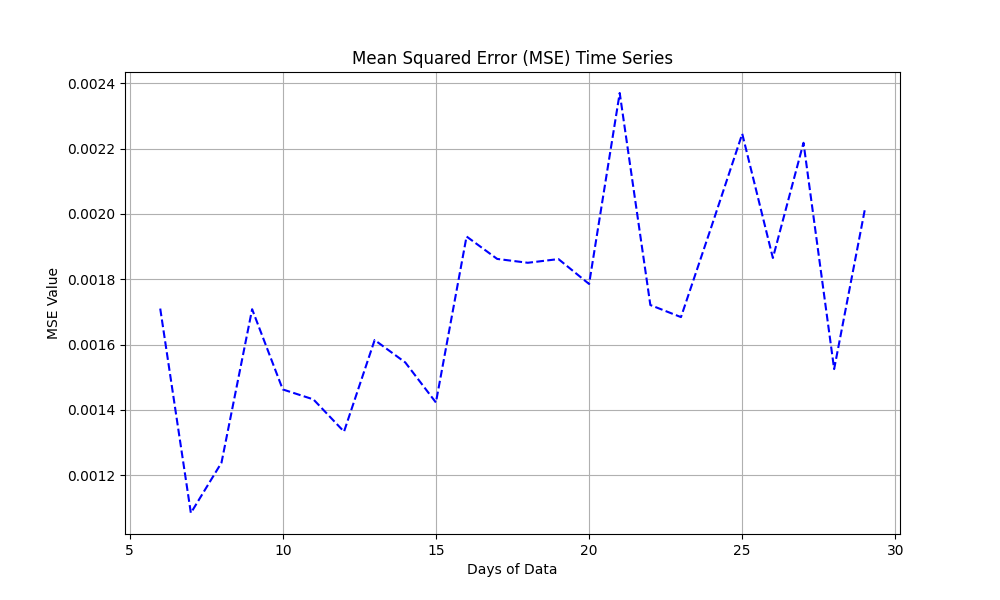 Mean Squared Error (MSE) Time Series
0.0024
0.0022
0.0020
0.0018
0.0016
0.0014
0.0012
MSE Value
5 10 15 20 25 30
Days of Data